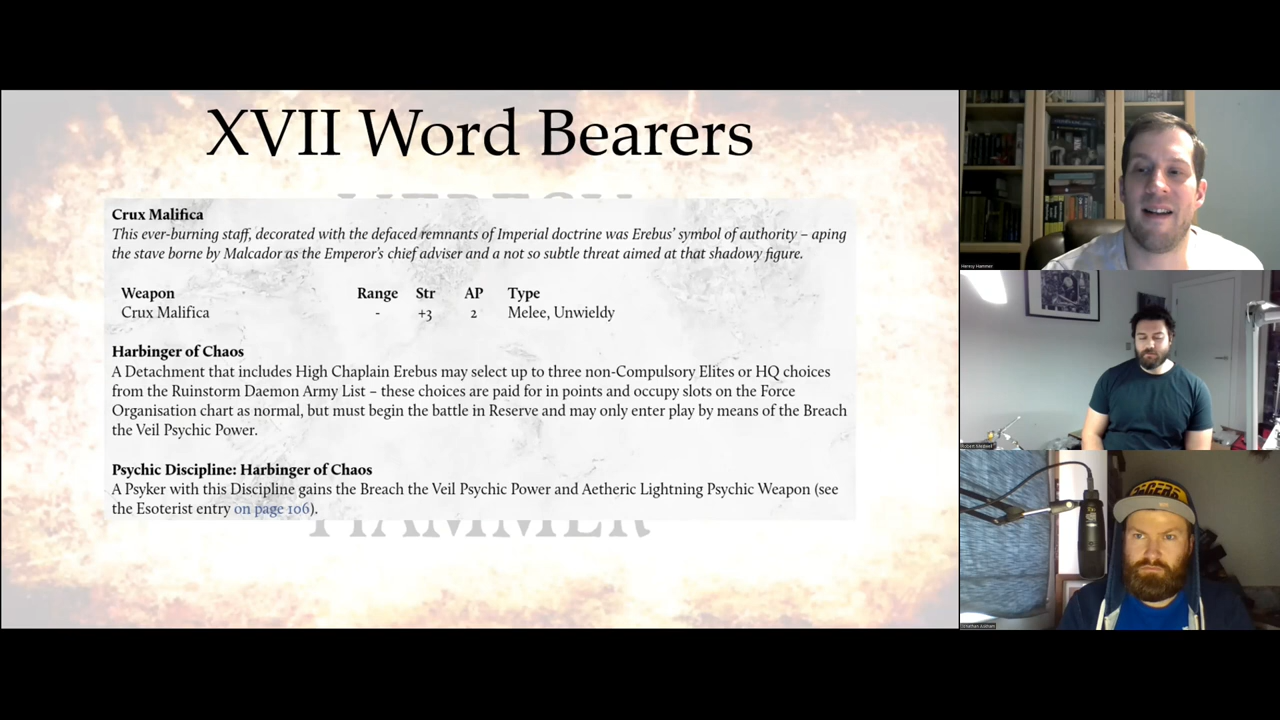 XVII Word Bearers
HERESY
Crux Malifica
This ever-burning staff, decorated with the defaced remnants of Imperial doctrine was Erebus' symbol of authority – aping
the stave borne by Malcador as the Emperor's chief adviser and a not so subtle threat aimed at that shadowy figure.
Weapon Range Str AP Type
Crux Malifica - +3 2 Melee, Unwieldy
Harbinger of Chaos
A Detachment that includes High Chaplain Erebus may select up to three non-Compulsory Elites or HQ choices
from the Ruinstorm Daemon Army List – these choices are paid for in points and occupy slots on the Force
Organisation chart as normal, but must begin the battle in Reserve and may only enter play by means of the Breach
the Veil Psychic Power.
Psychic Discipline: Harbinger of Chaos
A Psyker with this Discipline gains the Breach the Veil Psychic Power and Aetheric Lightning Psychic Weapon (see
the Esoterist entry on page 106).
HAMMER